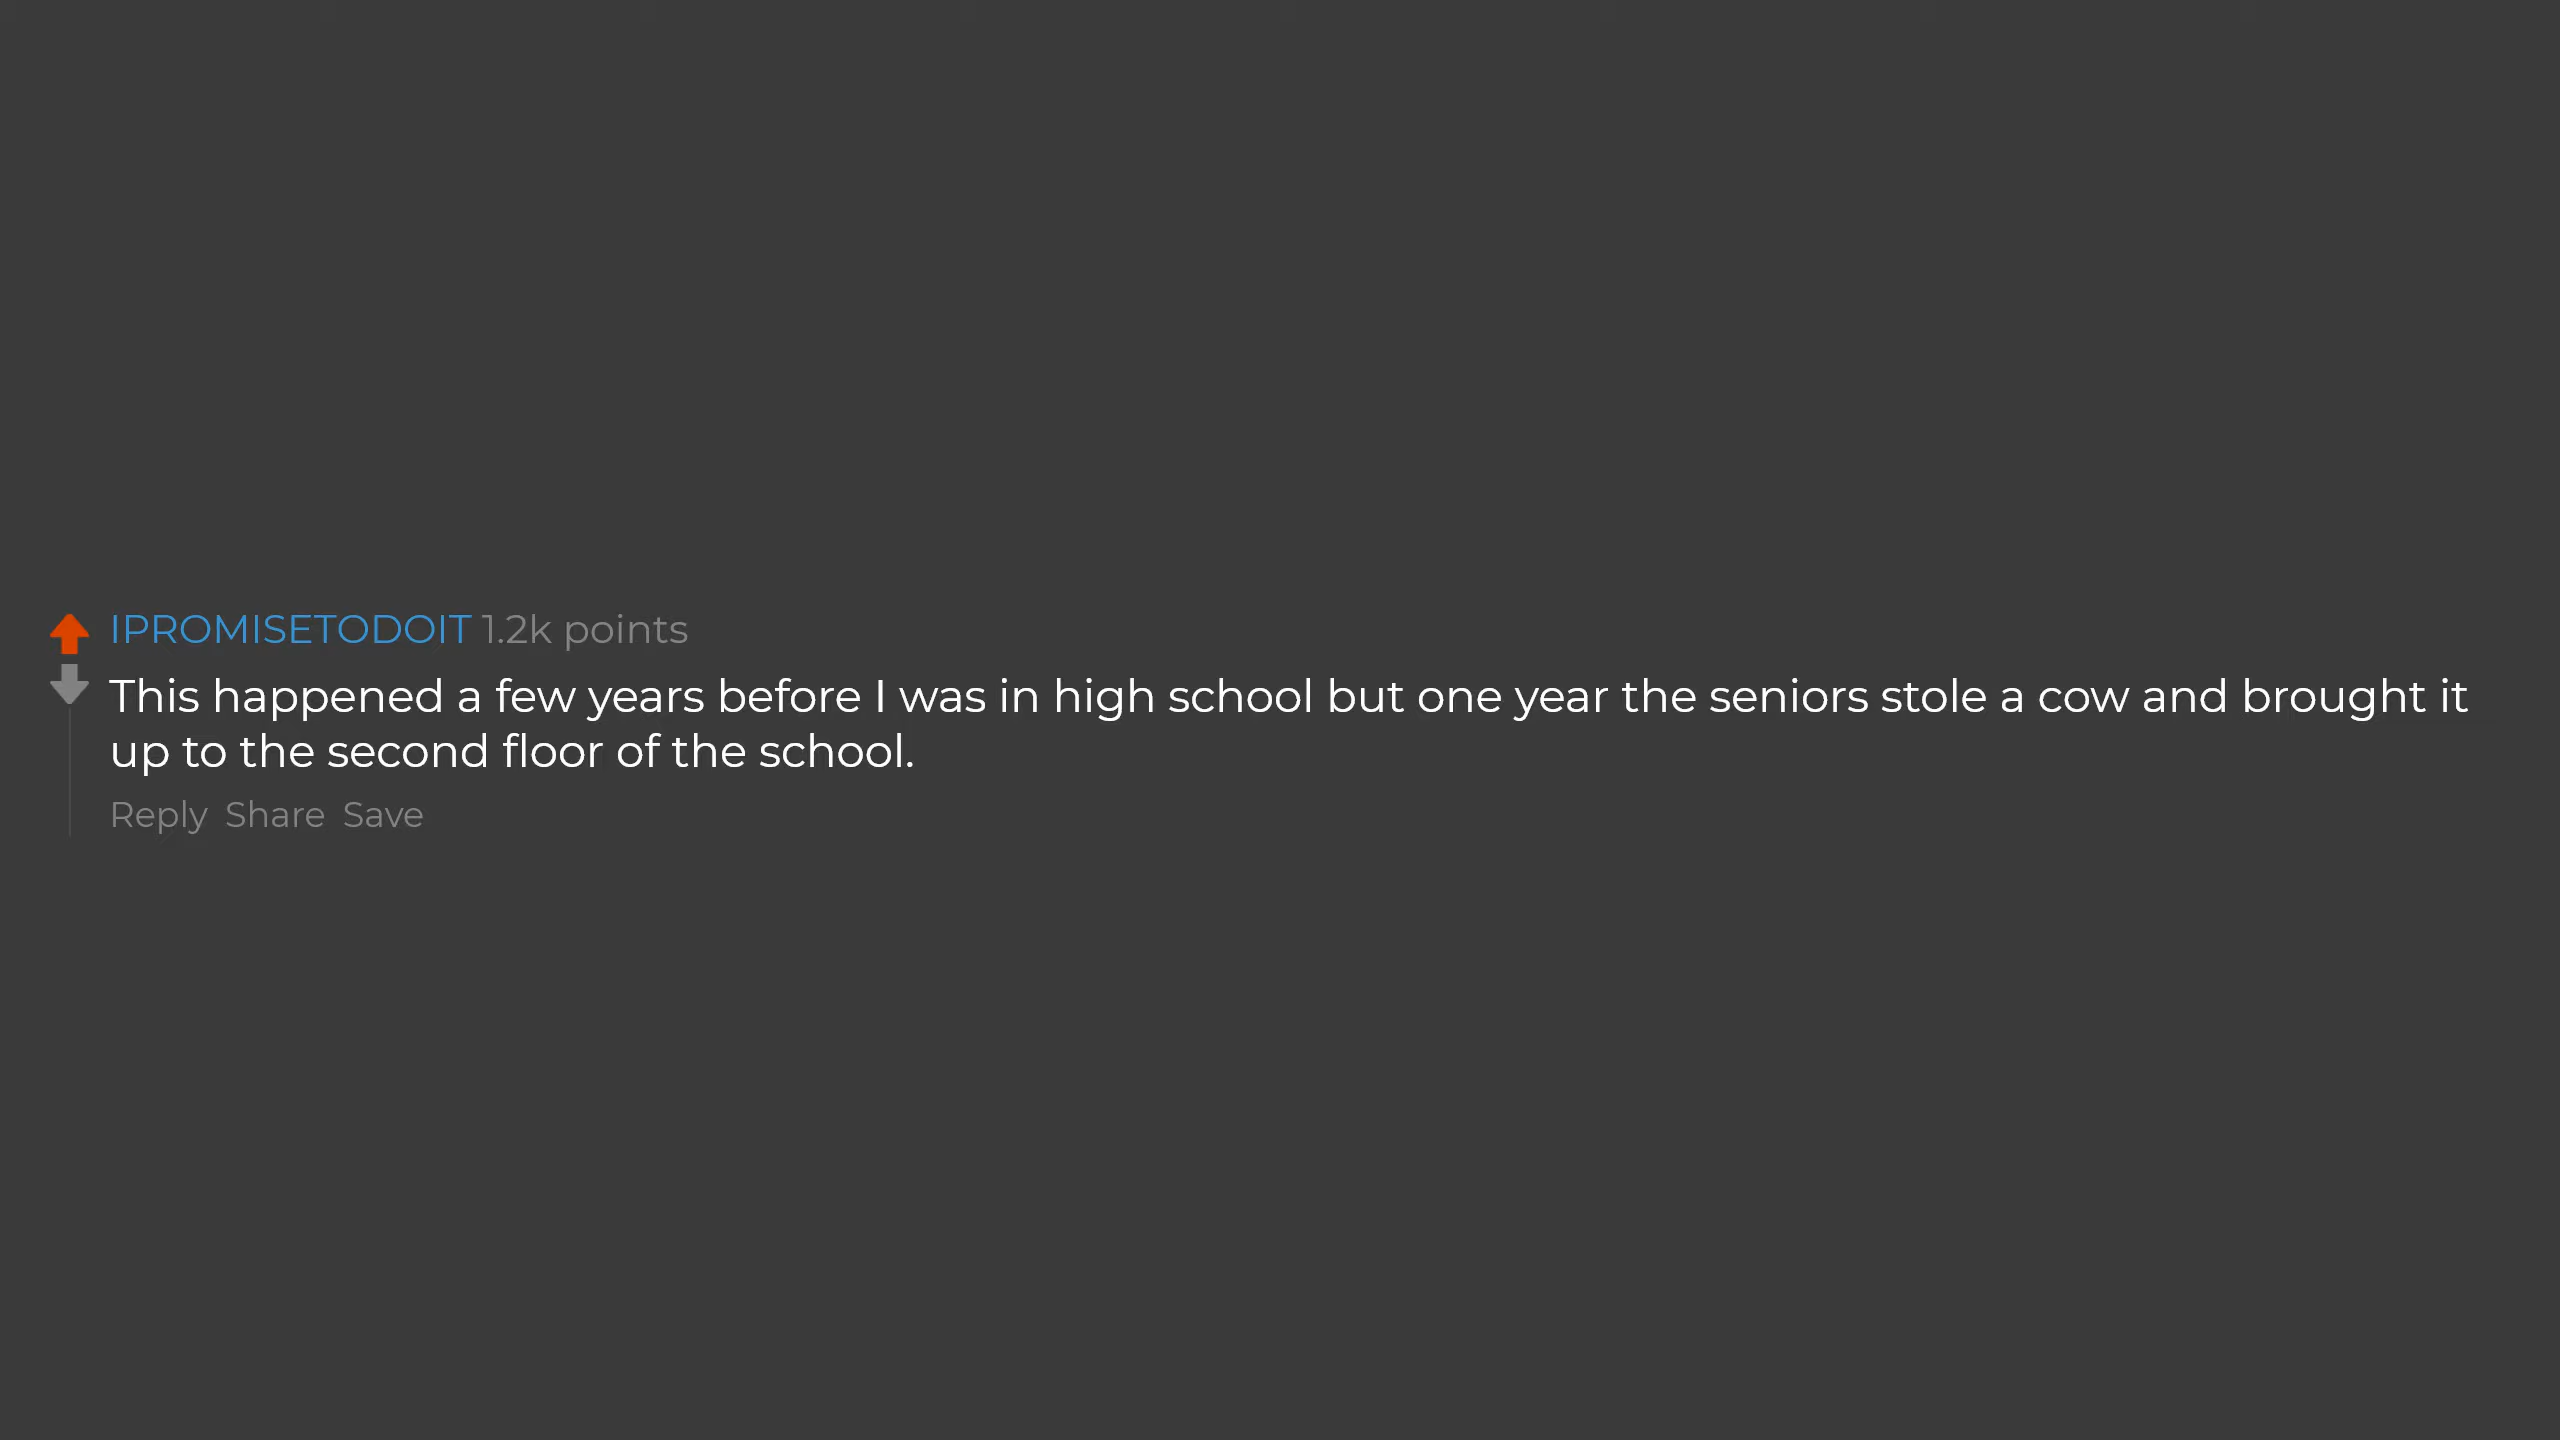 IPROMISETODOIT 1.2k points
This happened a few years before I was in high school but one year the seniors stole a cow and brought it
up to the second floor of the school.
Reply Share Save